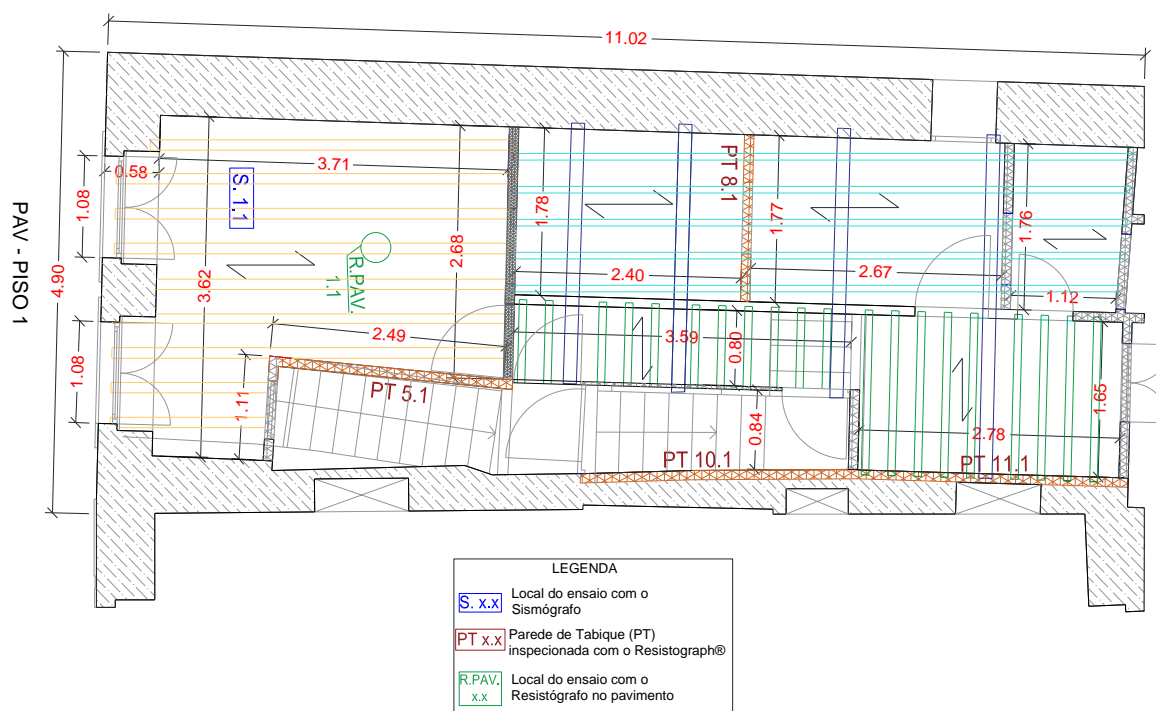 11.02
4.90
PAV - PISO 1
0.58
1.08
1.08
3.71
S. 1.1
R.PAV.
1.1
3.62
2.68
2.49
1.11
PT 5.1
1.78
2.40
PT 8.1
1.77
2.67
1.76
1.12
3.59
0.80
0.84
PT 10.1
2.78
1.65
PT 11.1
LEGENDA
S. x.x
Local do ensaio com o
Sismógrafo
PT x.x
Parede de Tabique (PT)
inspecionada com o Resistograph®
R.PAV.
x.x
Local do ensaio com o
Resistógrafo no pavimento